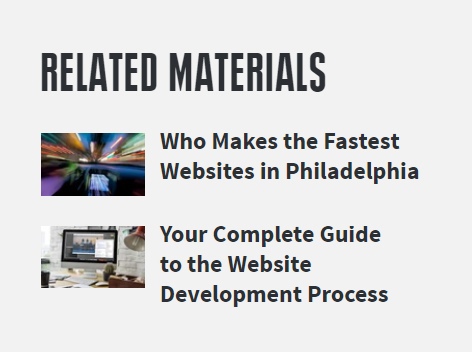 RELATED MATERIALS
Who Makes the Fastest
Websites in Philadelphia
Your Complete Guide
to the Website
Development Process